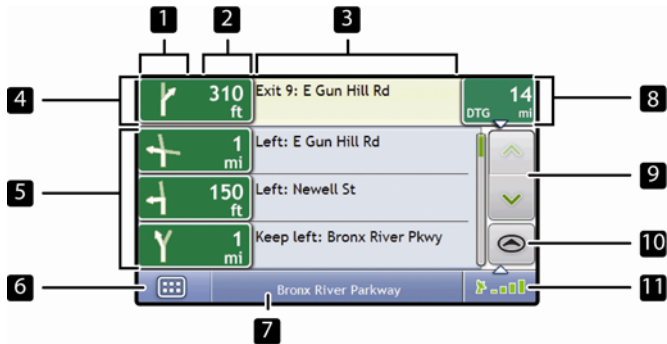 1 2 3
4 310 ft Exit 9: E Gun Hill Rd 14 DTG mi 8
1 mi Left: E Gun Hill Rd
9
5 150 ft Left: Newell St
1 mi Keep left: Bronx River Pkwy 10
6 Bronx River Parkway 11
7